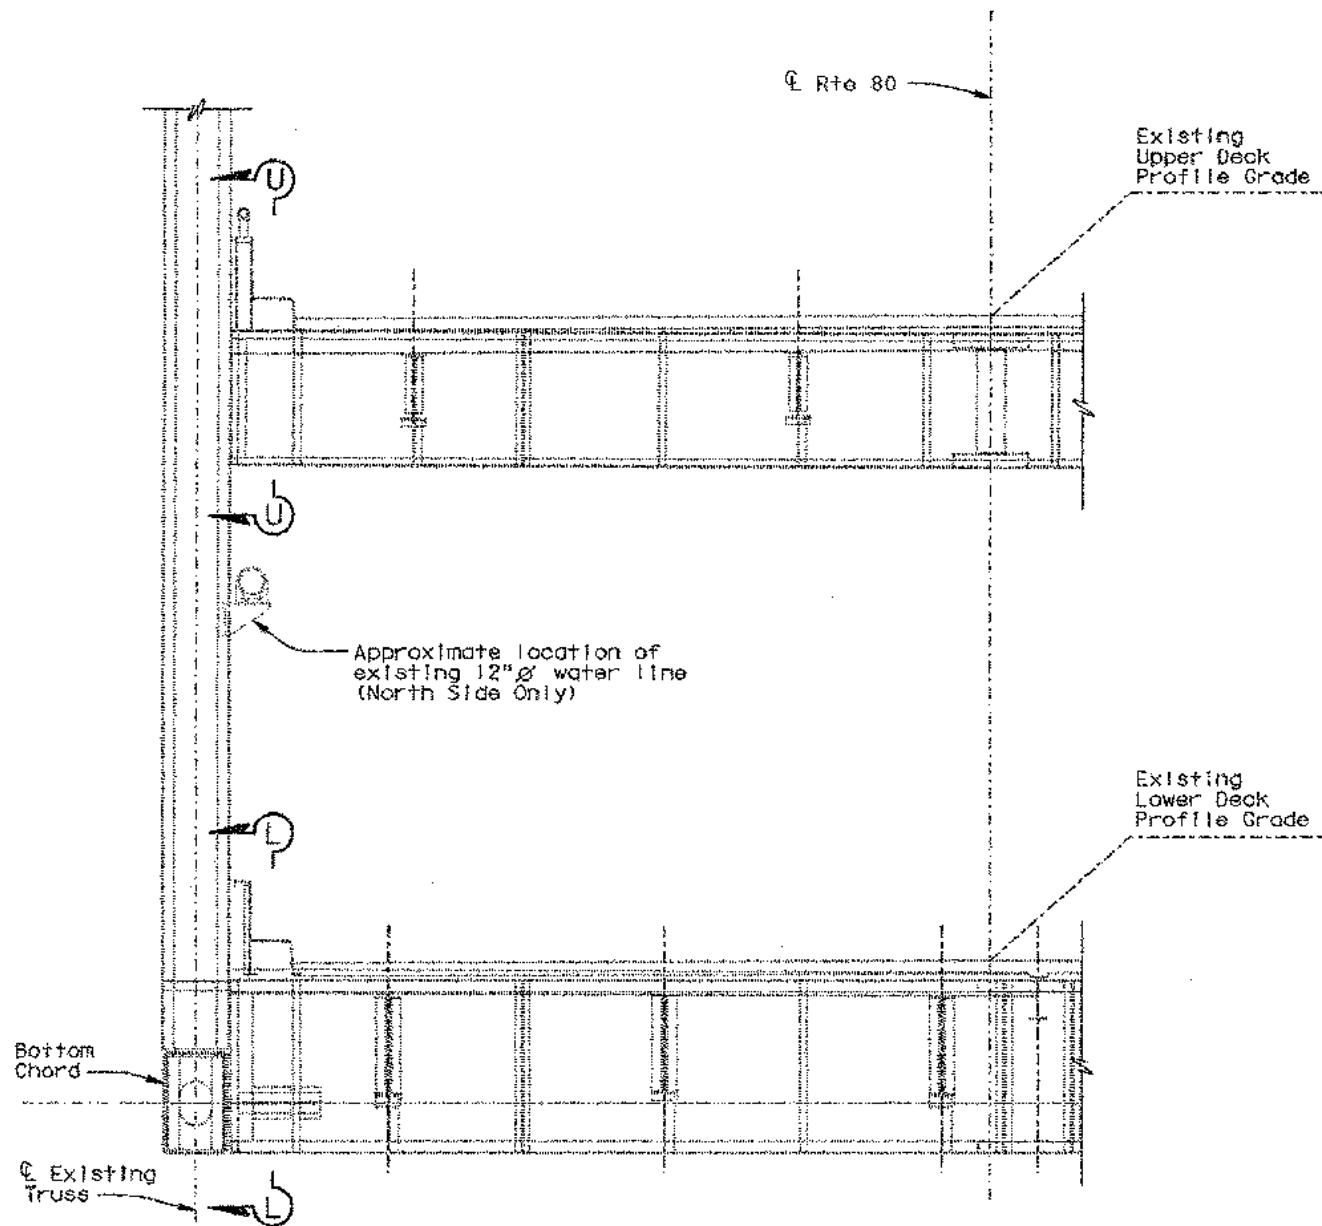 ℄ Rte 80
Existing
Upper Deck
Profile Grade
U
U
Approximate location of
existing 12"Ø water line
(North Side Only)
Existing
Lower Deck
Profile Grade
L
Bottom
Chord
℄ Existing
Truss
L